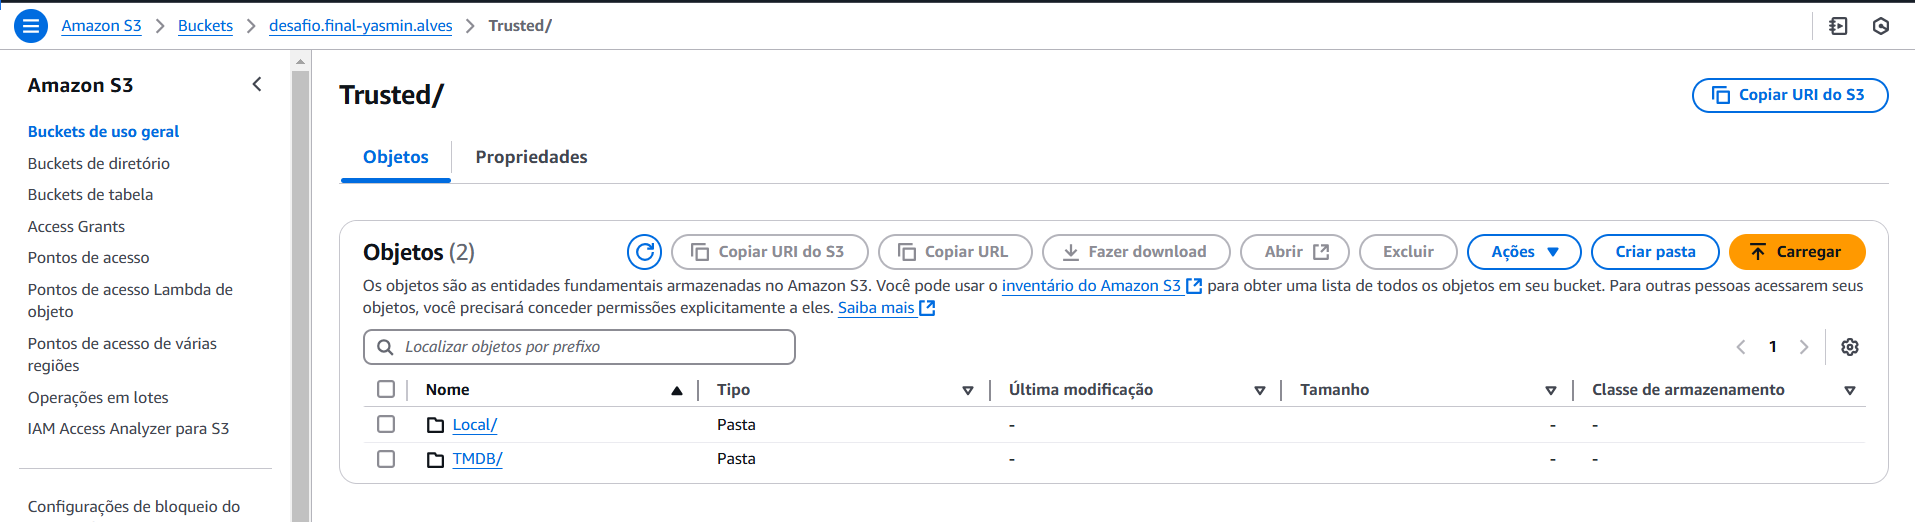 Amazon S3 > Buckets > desafio.final-yasmin.alves > Trusted/
Amazon S3
Buckets de uso geral
Buckets de diretório
Buckets de tabela
Access Grants
Pontos de acesso
Pontos de acesso Lambda de
objeto
Pontos de acesso de várias
regiões
Operações em lotes
IAM Access Analyzer para S3
Configurações de bloqueio do
Trusted/
Copiar URI do S3
Objetos Propriedades
Objetos (2)
Copiar URI do S3 Copiar URL Fazer download Abrir Excluir Ações Criar pasta Carregar
Os objetos são as entidades fundamentais armazenadas no Amazon S3. Você pode usar o inventário do Amazon S3 para obter uma lista de todos os objetos em seu bucket. Para outras pessoas acessarem seus
objetos, você precisará conceder permissões explicitamente a eles. Saiba mais
Localizar objetos por prefixo
1
Nome Tipo Última modificação Tamanho Classe de armazenamento
Local/ Pasta - - -
TMDB/ Pasta - - -